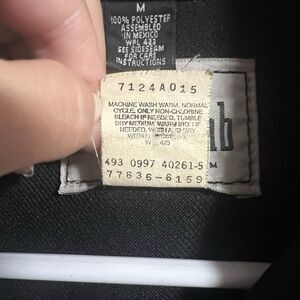 M
100% POLYESTER
ASSEMBLED
IN MEXICO
WPL 423
SEE SIDESEAM
FOR CARE
INSTRUCTIONS
7124A015
MACHINE WASH WARM, NORMAL
CYCLE, ONLY NON-CHLORINE
BLEACH IF NEEDED, TUMBLE
DRY MEDIUM, WARM IRON IF
NEEDED,
423
493 0997 40261-5 M
77636-6159